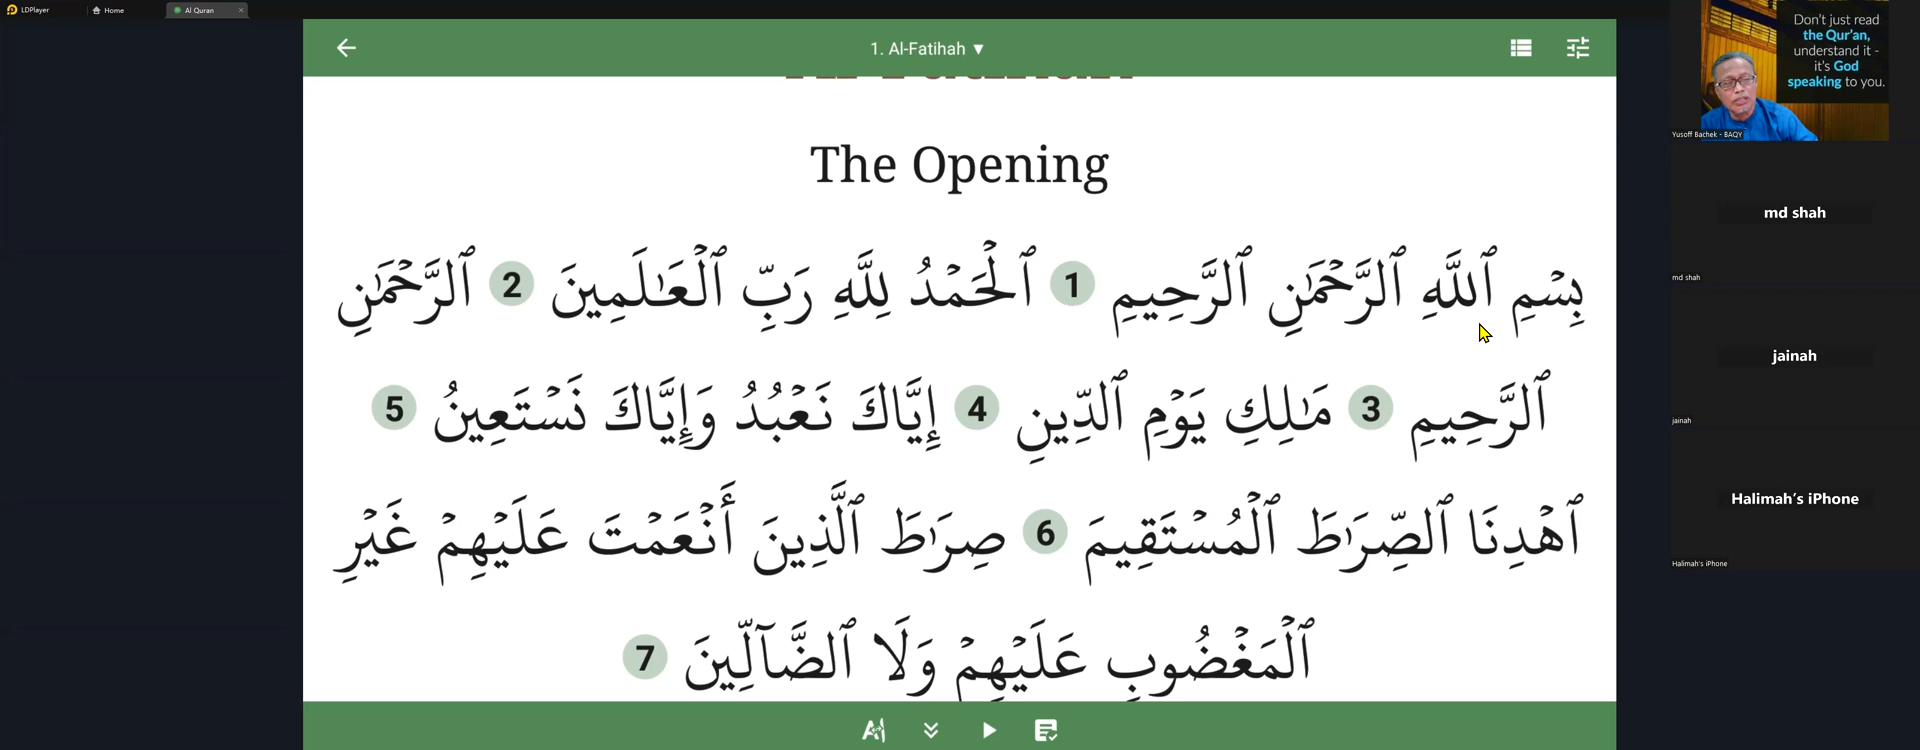 LDPlayer
Home
Al Quran
1. Al-Fatihah ▼
The Opening
بِسْمِ ٱللَّهِ ٱلرَّحْمَٰنِ ٱلرَّحِيمِ 1 ٱلْحَمْدُ لِلَّهِ رَبِّ ٱلْعَـٰلَمِينَ 2 ٱلرَّحْمَٰنِ
ٱلرَّحِيمِ 3 مَـٰلِكِ يَوْمِ ٱلدِّينِ 4 إِيَّاكَ نَعْبُدُ وَإِيَّاكَ نَسْتَعِينُ 5
ٱهْدِنَا ٱلصِّرَٰطَ ٱلْمُسْتَقِيمَ 6 صِرَٰطَ ٱلَّذِينَ أَنْعَمْتَ عَلَيْهِمْ غَيْرِ
ٱلْمَغْضُوبِ عَلَيْهِمْ وَلَا ٱلضَّآلِّينَ 7
Don't just read
the Qur'an,
understand it -
it's God
speaking to you.
Yusoff Bachek - BAQY
md shah
md shah
jainah
jainah
Halimah's iPhone
Halimah's iPhone